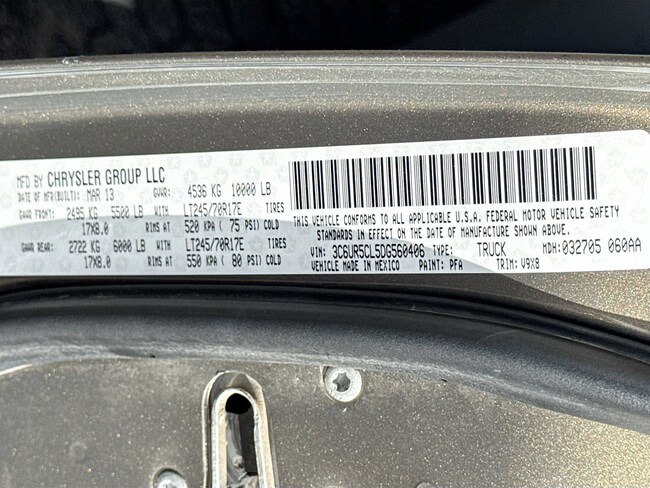 MFD BY CHRYSLER GROUP LLC
DATE OF MFR(BUILT): MAR 13 GVWR: 4536 KG 10000 LB
GAWR FRONT: 2495 KG 5500 LB WITH LT245/70R17E TIRES
17X8.0 RIMS AT 520 KPA ( 75 PSI) COLD
GAWR REAR: 2722 KG 6000 LB WITH LT245/70R17E TIRES
17X8.0 RIMS AT 550 KPA ( 80 PSI) COLD
THIS VEHICLE CONFORMS TO ALL APPLICABLE U.S.A. FEDERAL MOTOR VEHICLE SAFETY
STANDARDS IN EFFECT ON THE DATE OF MANUFACTURE SHOWN ABOVE.
VIN: 3C6UR5CL5DG560406 TYPE: TRUCK MDH: 032705 060AA
VEHICLE MADE IN MEXICO PAINT: PFA TRIM: V9X8